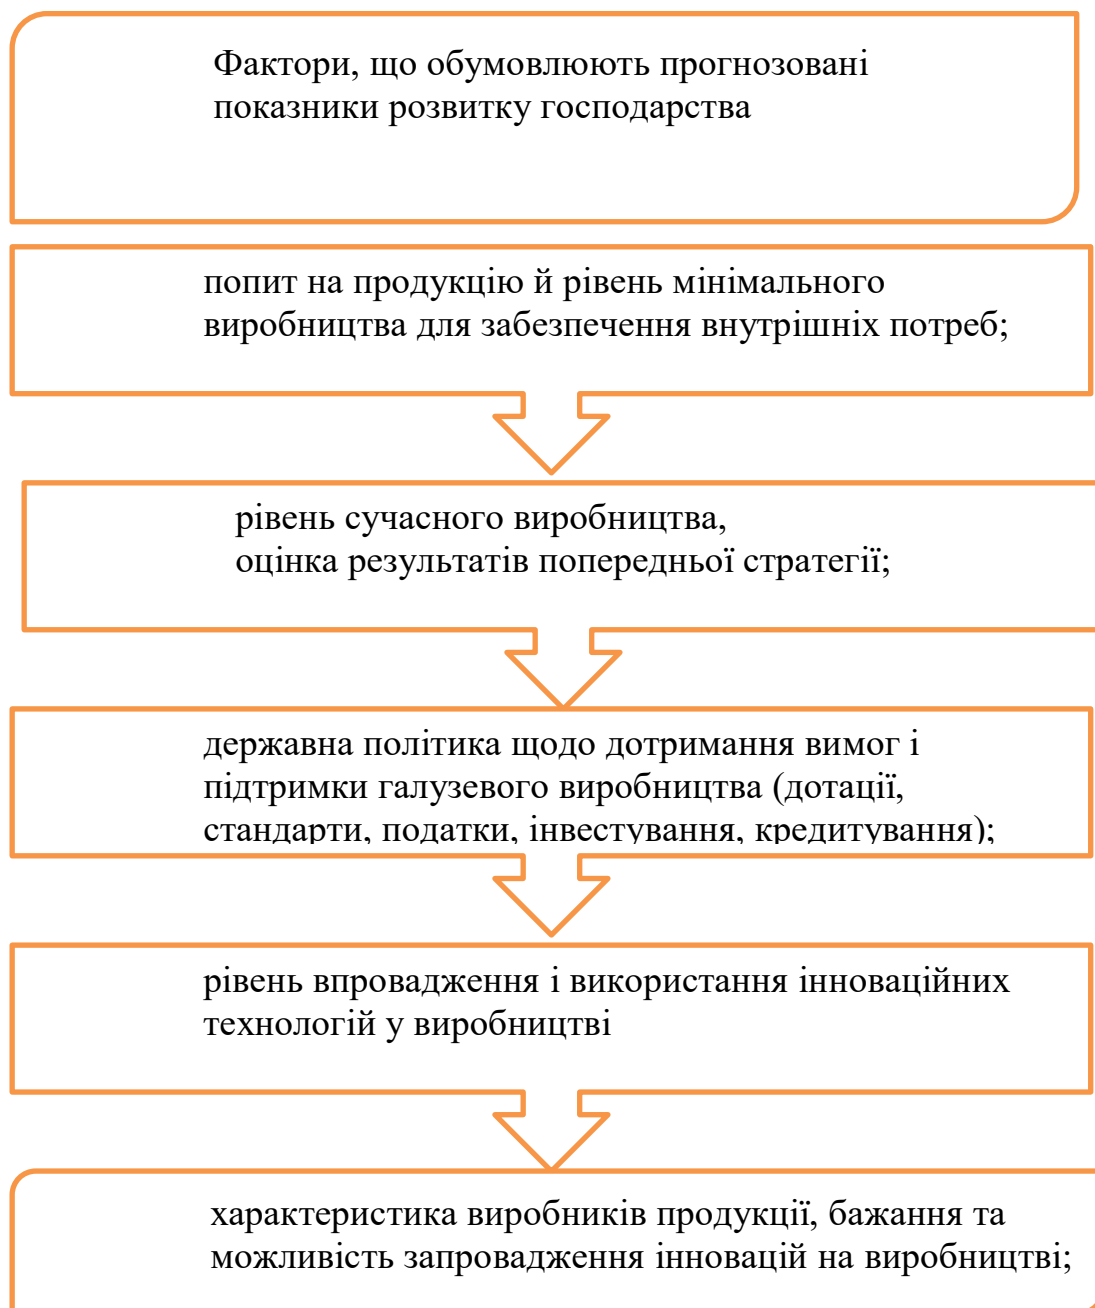 Фактори, що обумовлюють прогнозовані
показники розвитку господарства
попит на продукцію й рівень мінімального
виробництва для забезпечення внутрішніх потреб;
рівень сучасного виробництва,
оцінка результатів попередньої стратегії;
державна політика щодо дотримання вимог і
підтримки галузевого виробництва (дотації,
стандарти, податки, інвестування, кредитування);
рівень впровадження і використання інноваційних
технологій у виробництві
характеристика виробників продукції, бажання та
можливість запровадження інновацій на виробництві;